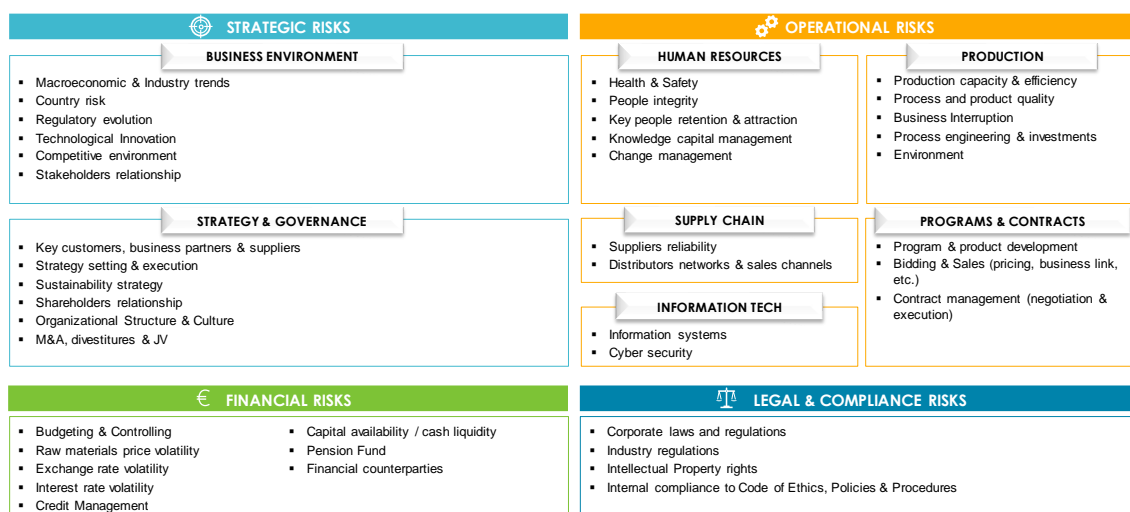 STRATEGIC RISKS
BUSINESS ENVIRONMENT
▪ Macroeconomic & Industry trends
▪ Country risk
▪ Regulatory evolution
▪ Technological Innovation
▪ Competitive environment
▪ Stakeholders relationship
STRATEGY & GOVERNANCE
▪ Key customers, business partners & suppliers
▪ Strategy setting & execution
▪ Sustainability strategy
▪ Shareholders relationship
▪ Organizational Structure & Culture
▪ M&A, divestitures & JV
OPERATIONAL RISKS
HUMAN RESOURCES
▪ Health & Safety
▪ People integrity
▪ Key people retention & attraction
▪ Knowledge capital management
▪ Change management
PRODUCTION
▪ Production capacity & efficiency
▪ Process and product quality
▪ Business Interruption
▪ Process engineering & investments
▪ Environment
SUPPLY CHAIN
▪ Suppliers reliability
▪ Distributors networks & sales channels
INFORMATION TECH
▪ Information systems
▪ Cyber security
PROGRAMS & CONTRACTS
▪ Program & product development
▪ Bidding & Sales (pricing, business link,
etc.)
▪ Contract management (negotiation &
execution)
€ FINANCIAL RISKS
▪ Budgeting & Controlling
▪ Raw materials price volatility
▪ Exchange rate volatility
▪ Interest rate volatility
▪ Credit Management
▪ Capital availability / cash liquidity
▪ Pension Fund
▪ Financial counterparties
LEGAL & COMPLIANCE RISKS
▪ Corporate laws and regulations
▪ Industry regulations
▪ Intellectual Property rights
▪ Internal compliance to Code of Ethics, Policies & Procedures